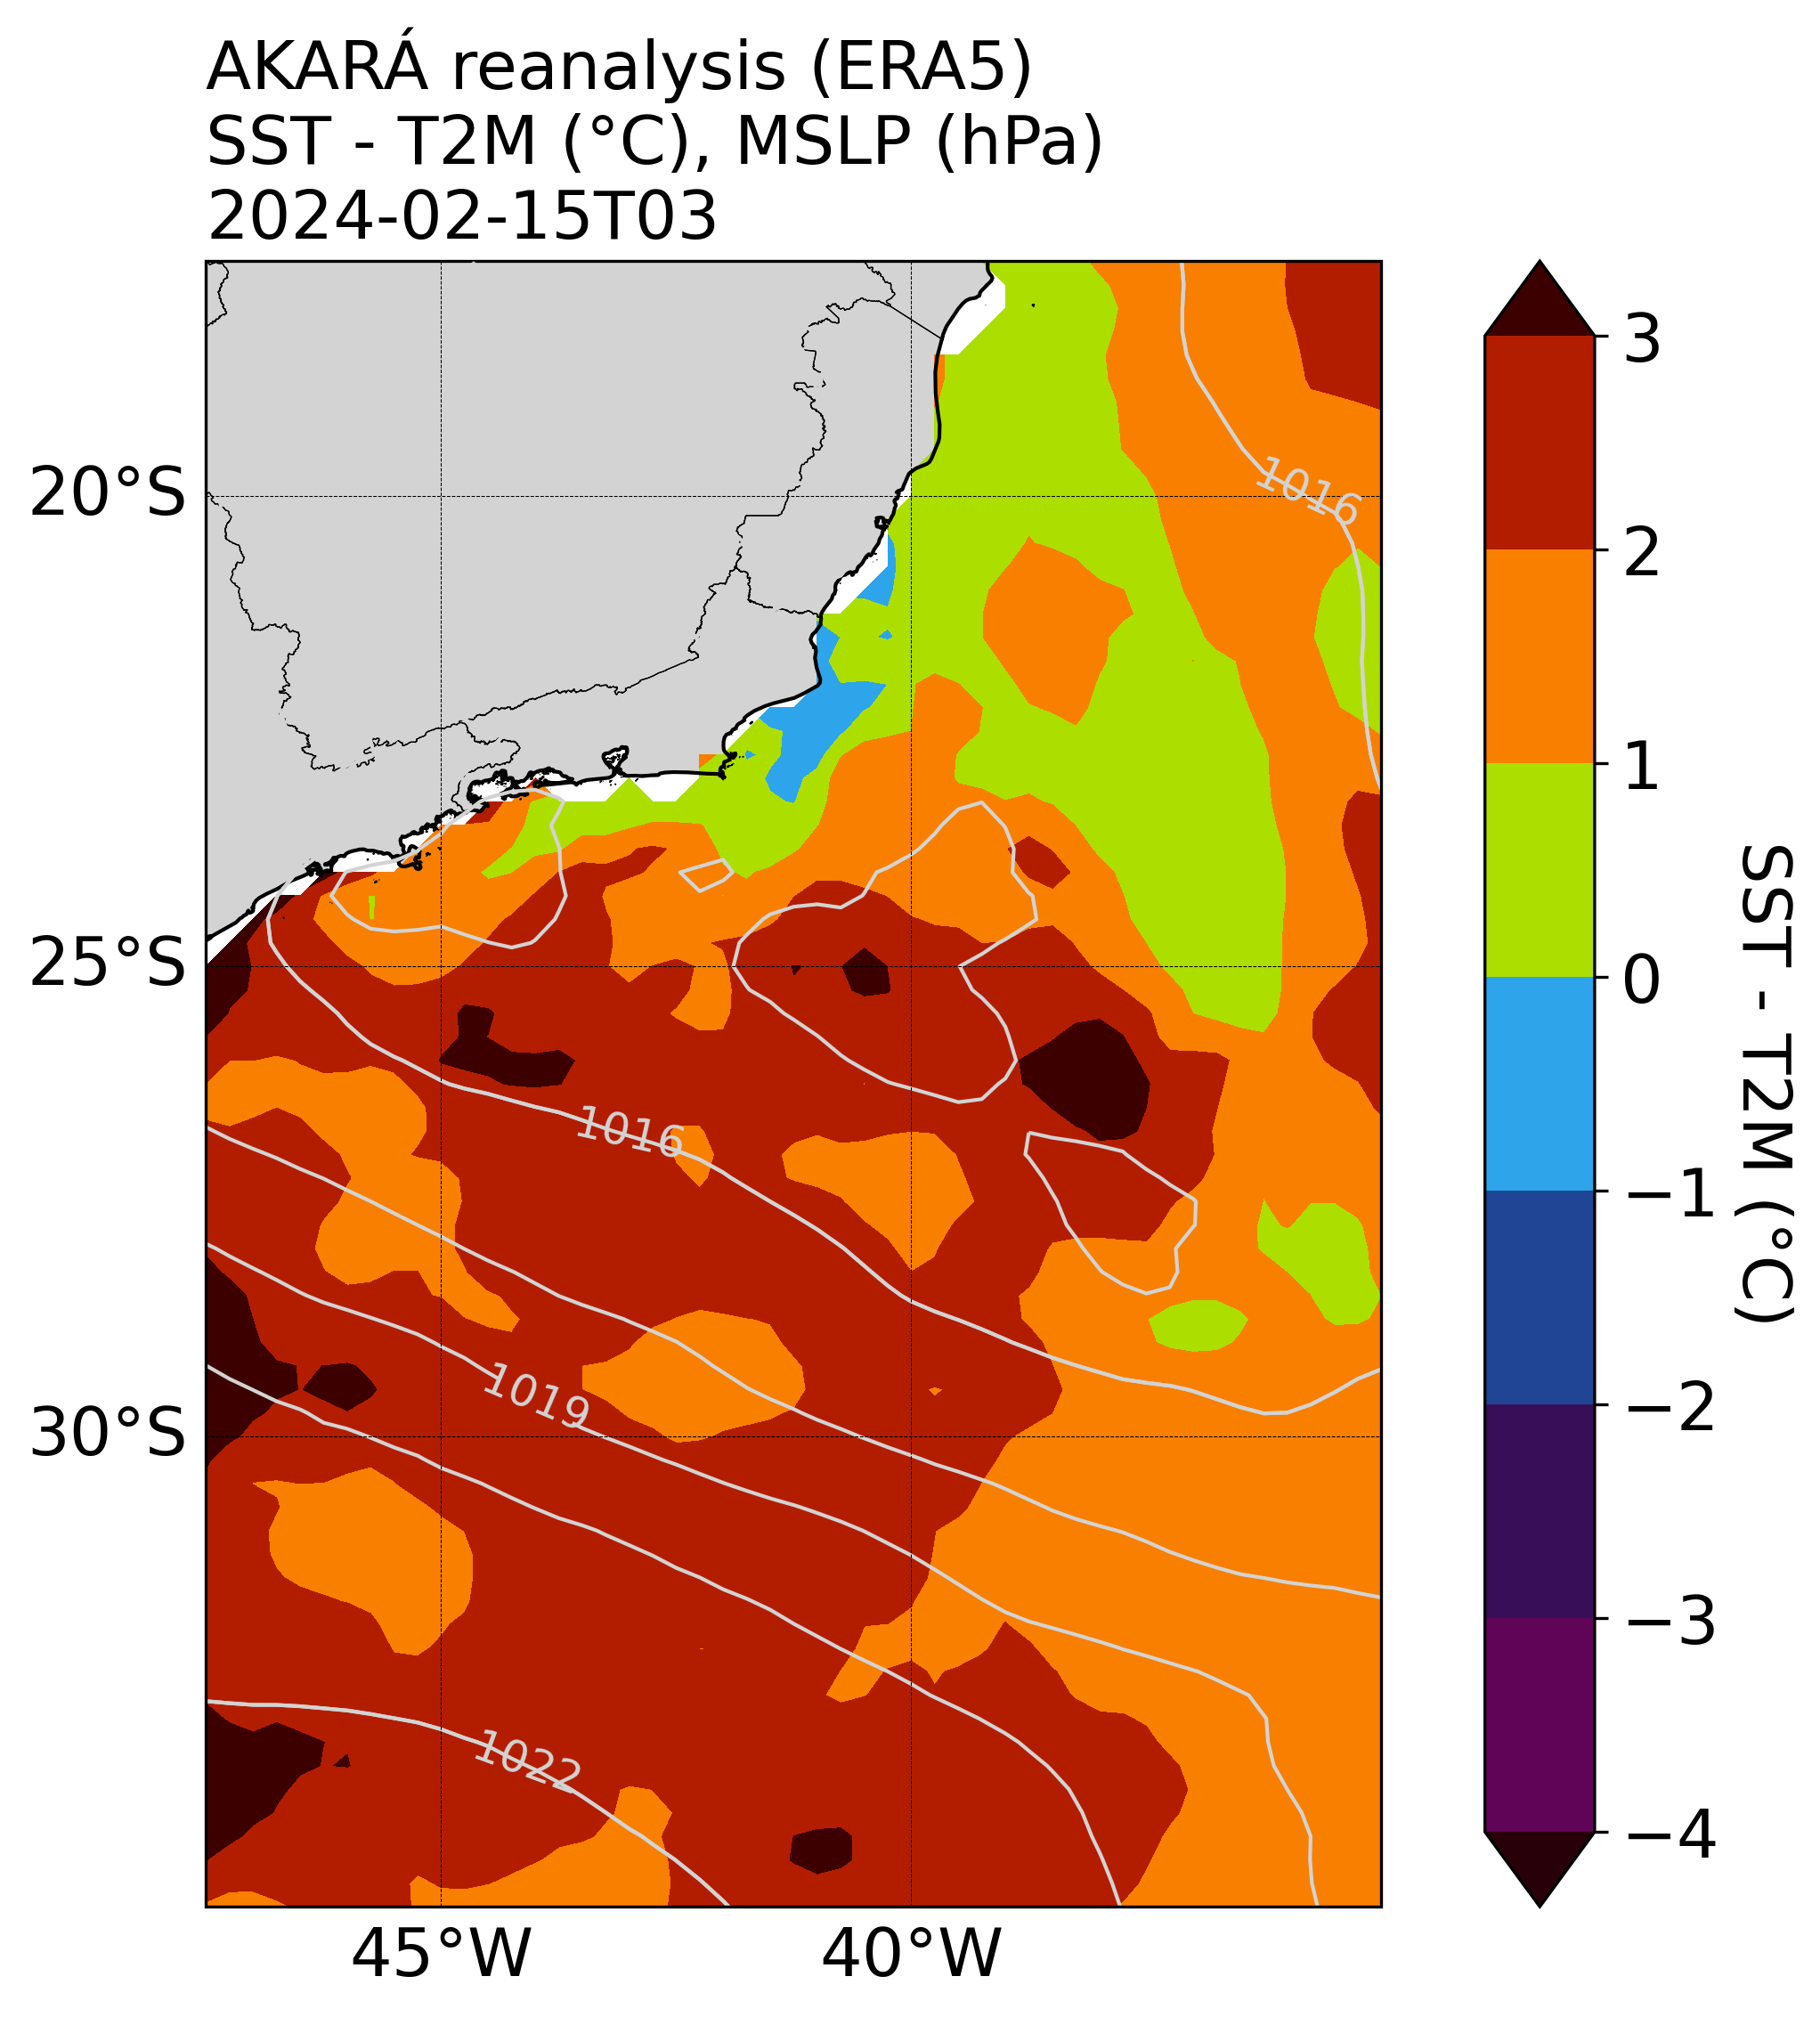 AKARÁ reanalysis (ERA5)
SST - T2M (°C), MSLP (hPa)
2024-02-15T03
3
1016
20°S
2
1
SST - T2M (°C)
25°S
0
1016
−1
1019
30°S
−2
−3
1022
−4
45°W
40°W